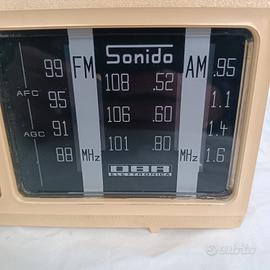 Sonido
99 FM 108 .52 AM .95
AFC 95 106 .60 1.1
AGC 91 101 .80 1.4
88 MHz MHz 1.6
DBR
ELETTRONICA
subito